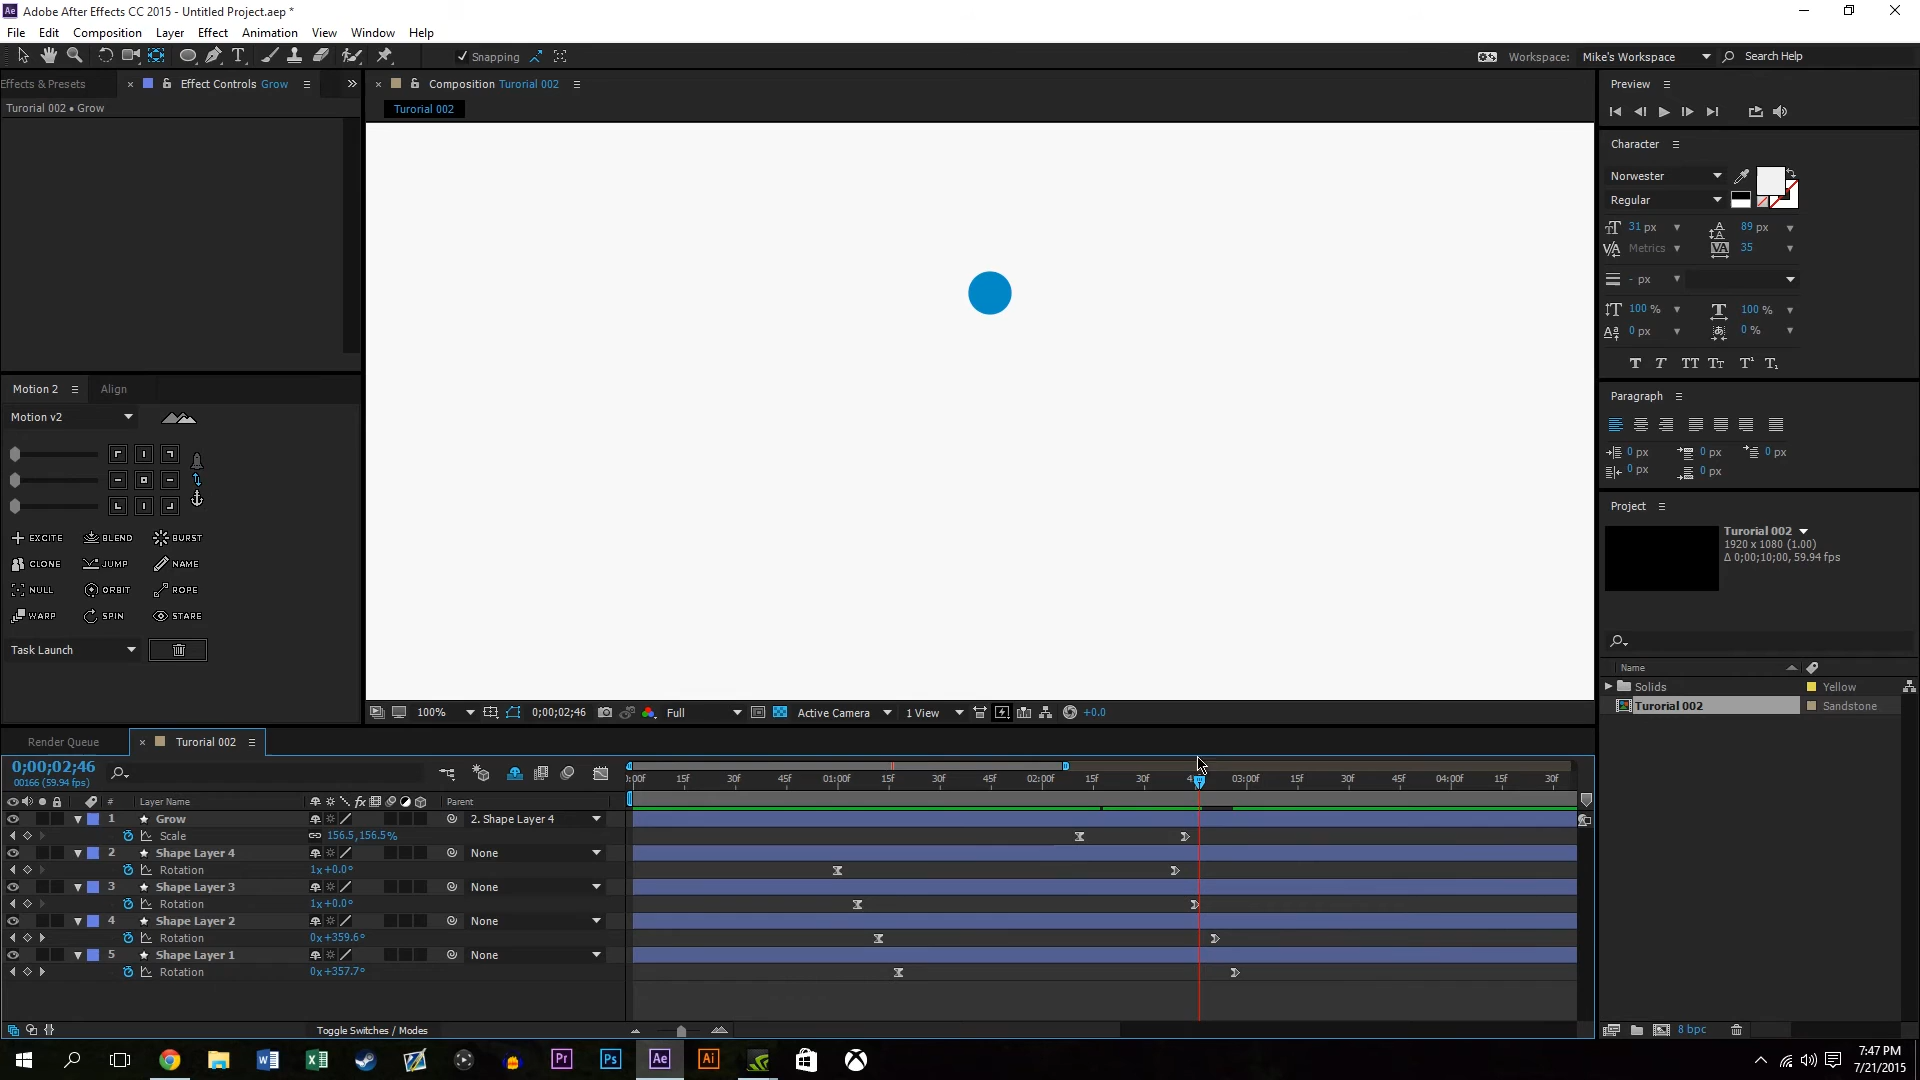 Ae Adobe After Effects CC 2015 - Untitled Project.aep *
File Edit Composition Layer Effect Animation View Window Help
Snapping
Workspace: Mike's Workspace
Search Help
Effects & Presets
Effect Controls Grow
Turorial 002 • Grow
Composition Turorial 002
Turorial 002
Motion 2
Align
Motion v2
EXCITE BLEND BURST
CLONE JUMP NAME
NULL ORBIT ROPE
WARP SPIN STARE
Task Launch
100% 0;00;02;46 Full Active Camera 1 View +0.0
Preview
Character
Norwester
Regular
31 px 89 px
Metrics 35
- px
100 % 100 %
0 px 0 %
Paragraph
0 px 0 px 0 px
0 px 0 px
Project
Turorial 002
1920 x 1080 (1.00)
Δ 0;00;10;00, 59.94 fps
Name
Solids Yellow
Turorial 002 Sandstone
8 bpc
Render Queue
Turorial 002
0;00;02;46
00166 (59.94 fps)
:00f 15f 30f 45f 01:00f 15f 30f 45f 02:00f 15f 30f 03:00f 15f 30f 45f 04:00f 15f 30f
# Layer Name Parent
1 Grow 2. Shape Layer 4
Scale 156.5,156.5%
2 Shape Layer 4 None
Rotation 1x+0.0°
3 Shape Layer 3 None
Rotation 1x+0.0°
4 Shape Layer 2 None
Rotation 0x+359.6°
5 Shape Layer 1 None
Rotation 0x+357.7°
Toggle Switches / Modes
Pr Ps Ae Ai
7:47 PM
7/21/2015